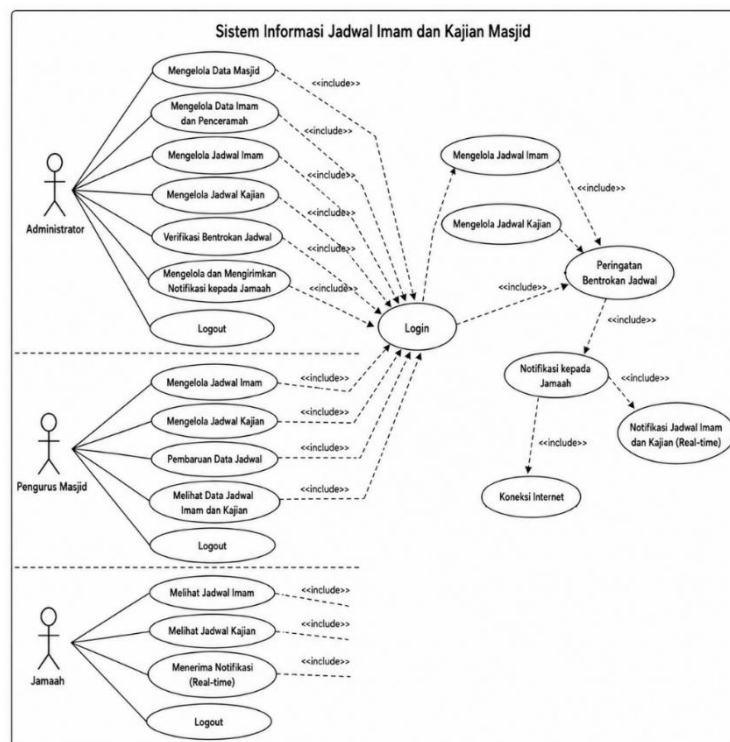 Sistem Informasi Jadwal Imam dan Kajian Masjid
Mengelola Data Masjid
<<include>>
Mengelola Data Imam
dan Penceramah
<<include>>
Mengelola Jadwal Imam
<<include>>
Mengelola Jadwal Kajian
<<include>>
Verifikasi Bentrokan Jadwal
<<include>>
Mengelola dan Mengirimkan
Notifikasi kepada Jamaah
<<include>>
Logout
Administrator
Login
Mengelola Jadwal Imam
<<include>>
Mengelola Jadwal Kajian
Peringatan
Bentrokan Jadwal
<<include>>
<<include>>
Notifikasi kepada
Jamaah
<<include>>
Notifikasi Jadwal Imam
dan Kajian (Real-time)
<<include>>
Koneksi Internet
Mengelola Jadwal Imam
<<include>>
Mengelola Jadwal Kajian
<<include>>
Pembaruan Data Jadwal
<<include>>
Melihat Data Jadwal
Imam dan Kajian
<<include>>
Logout
Pengurus Masjid
Melihat Jadwal Imam
<<include>>
Melihat Jadwal Kajian
<<include>>
Menerima Notifikasi
(Real-time)
<<include>>
Logout
Jamaah